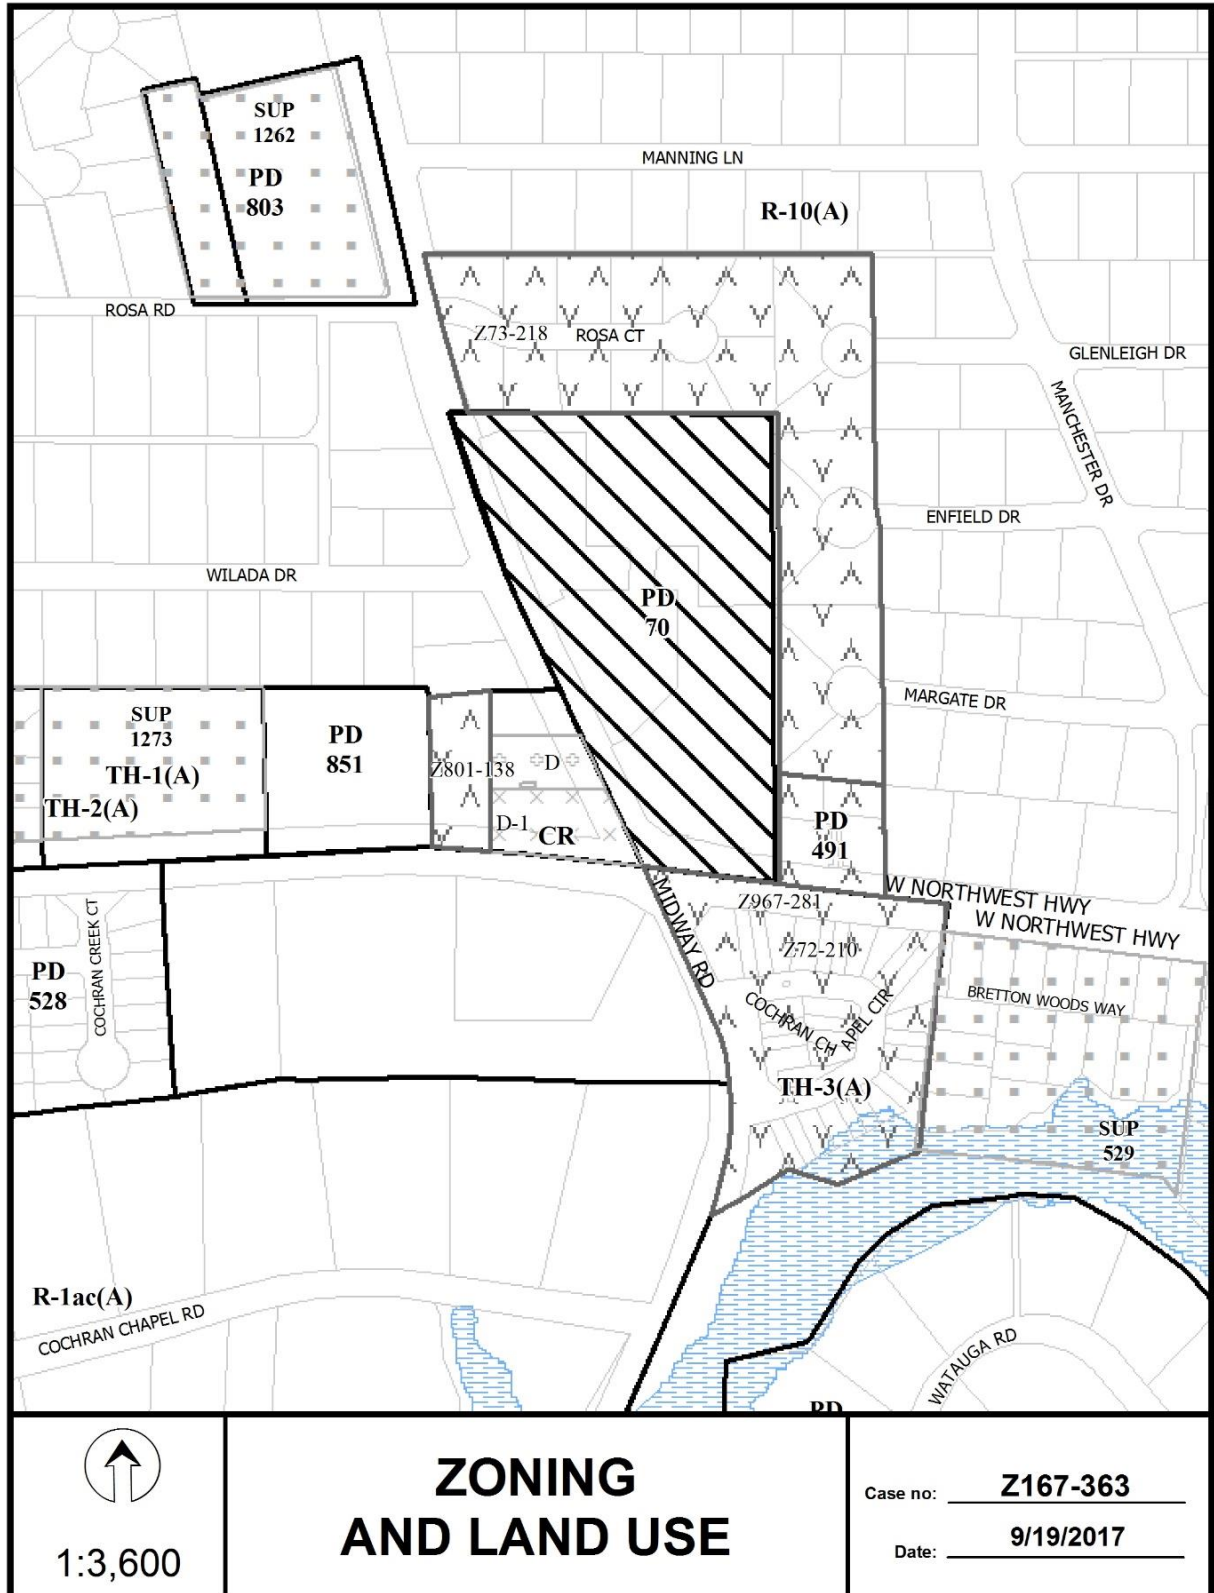 SUP
1262
PD
803
MANNING LN
R-10(A)
ROSA RD
Z73-218
ROSA CT
GLENLEIGH DR
MANCHESTER DR
ENFIELD DR
WILADA DR
PD
70
MARGATE DR
SUP
1273
TH-1(A)
TH-2(A)
PD
851
Z801-138
D
D-1
CR
PD
491
W NORTHWEST HWY
W NORTHWEST HWY
Z967-281
Z72-210
MIDWAY RD
COCHRAN CREEK CT
PD
528
COCHRAN CH
APEL CIR
BRETTON WOODS WAY
TH-3(A)
SUP
529
R-1ac(A)
COCHRAN CHAPEL RD
WATAUGA RD
PD
1:3,600
ZONING
AND LAND USE
Case no: Z167-363
Date: 9/19/2017